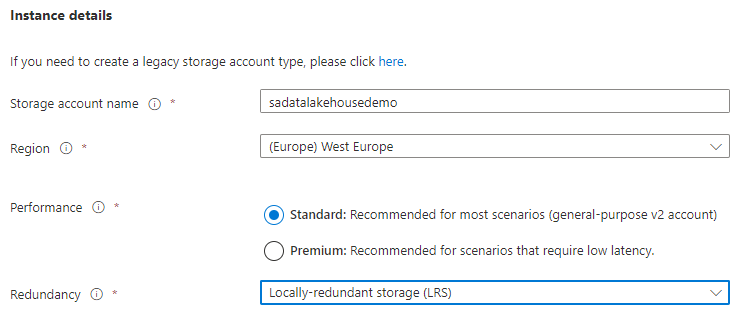 Instance details
If you need to create a legacy storage account type, please click here.
Storage account name ⓘ * sadatalakehousedemo
Region ⓘ * (Europe) West Europe
Performance ⓘ * Standard: Recommended for most scenarios (general-purpose v2 account)
Premium: Recommended for scenarios that require low latency.
Redundancy ⓘ * Locally-redundant storage (LRS)